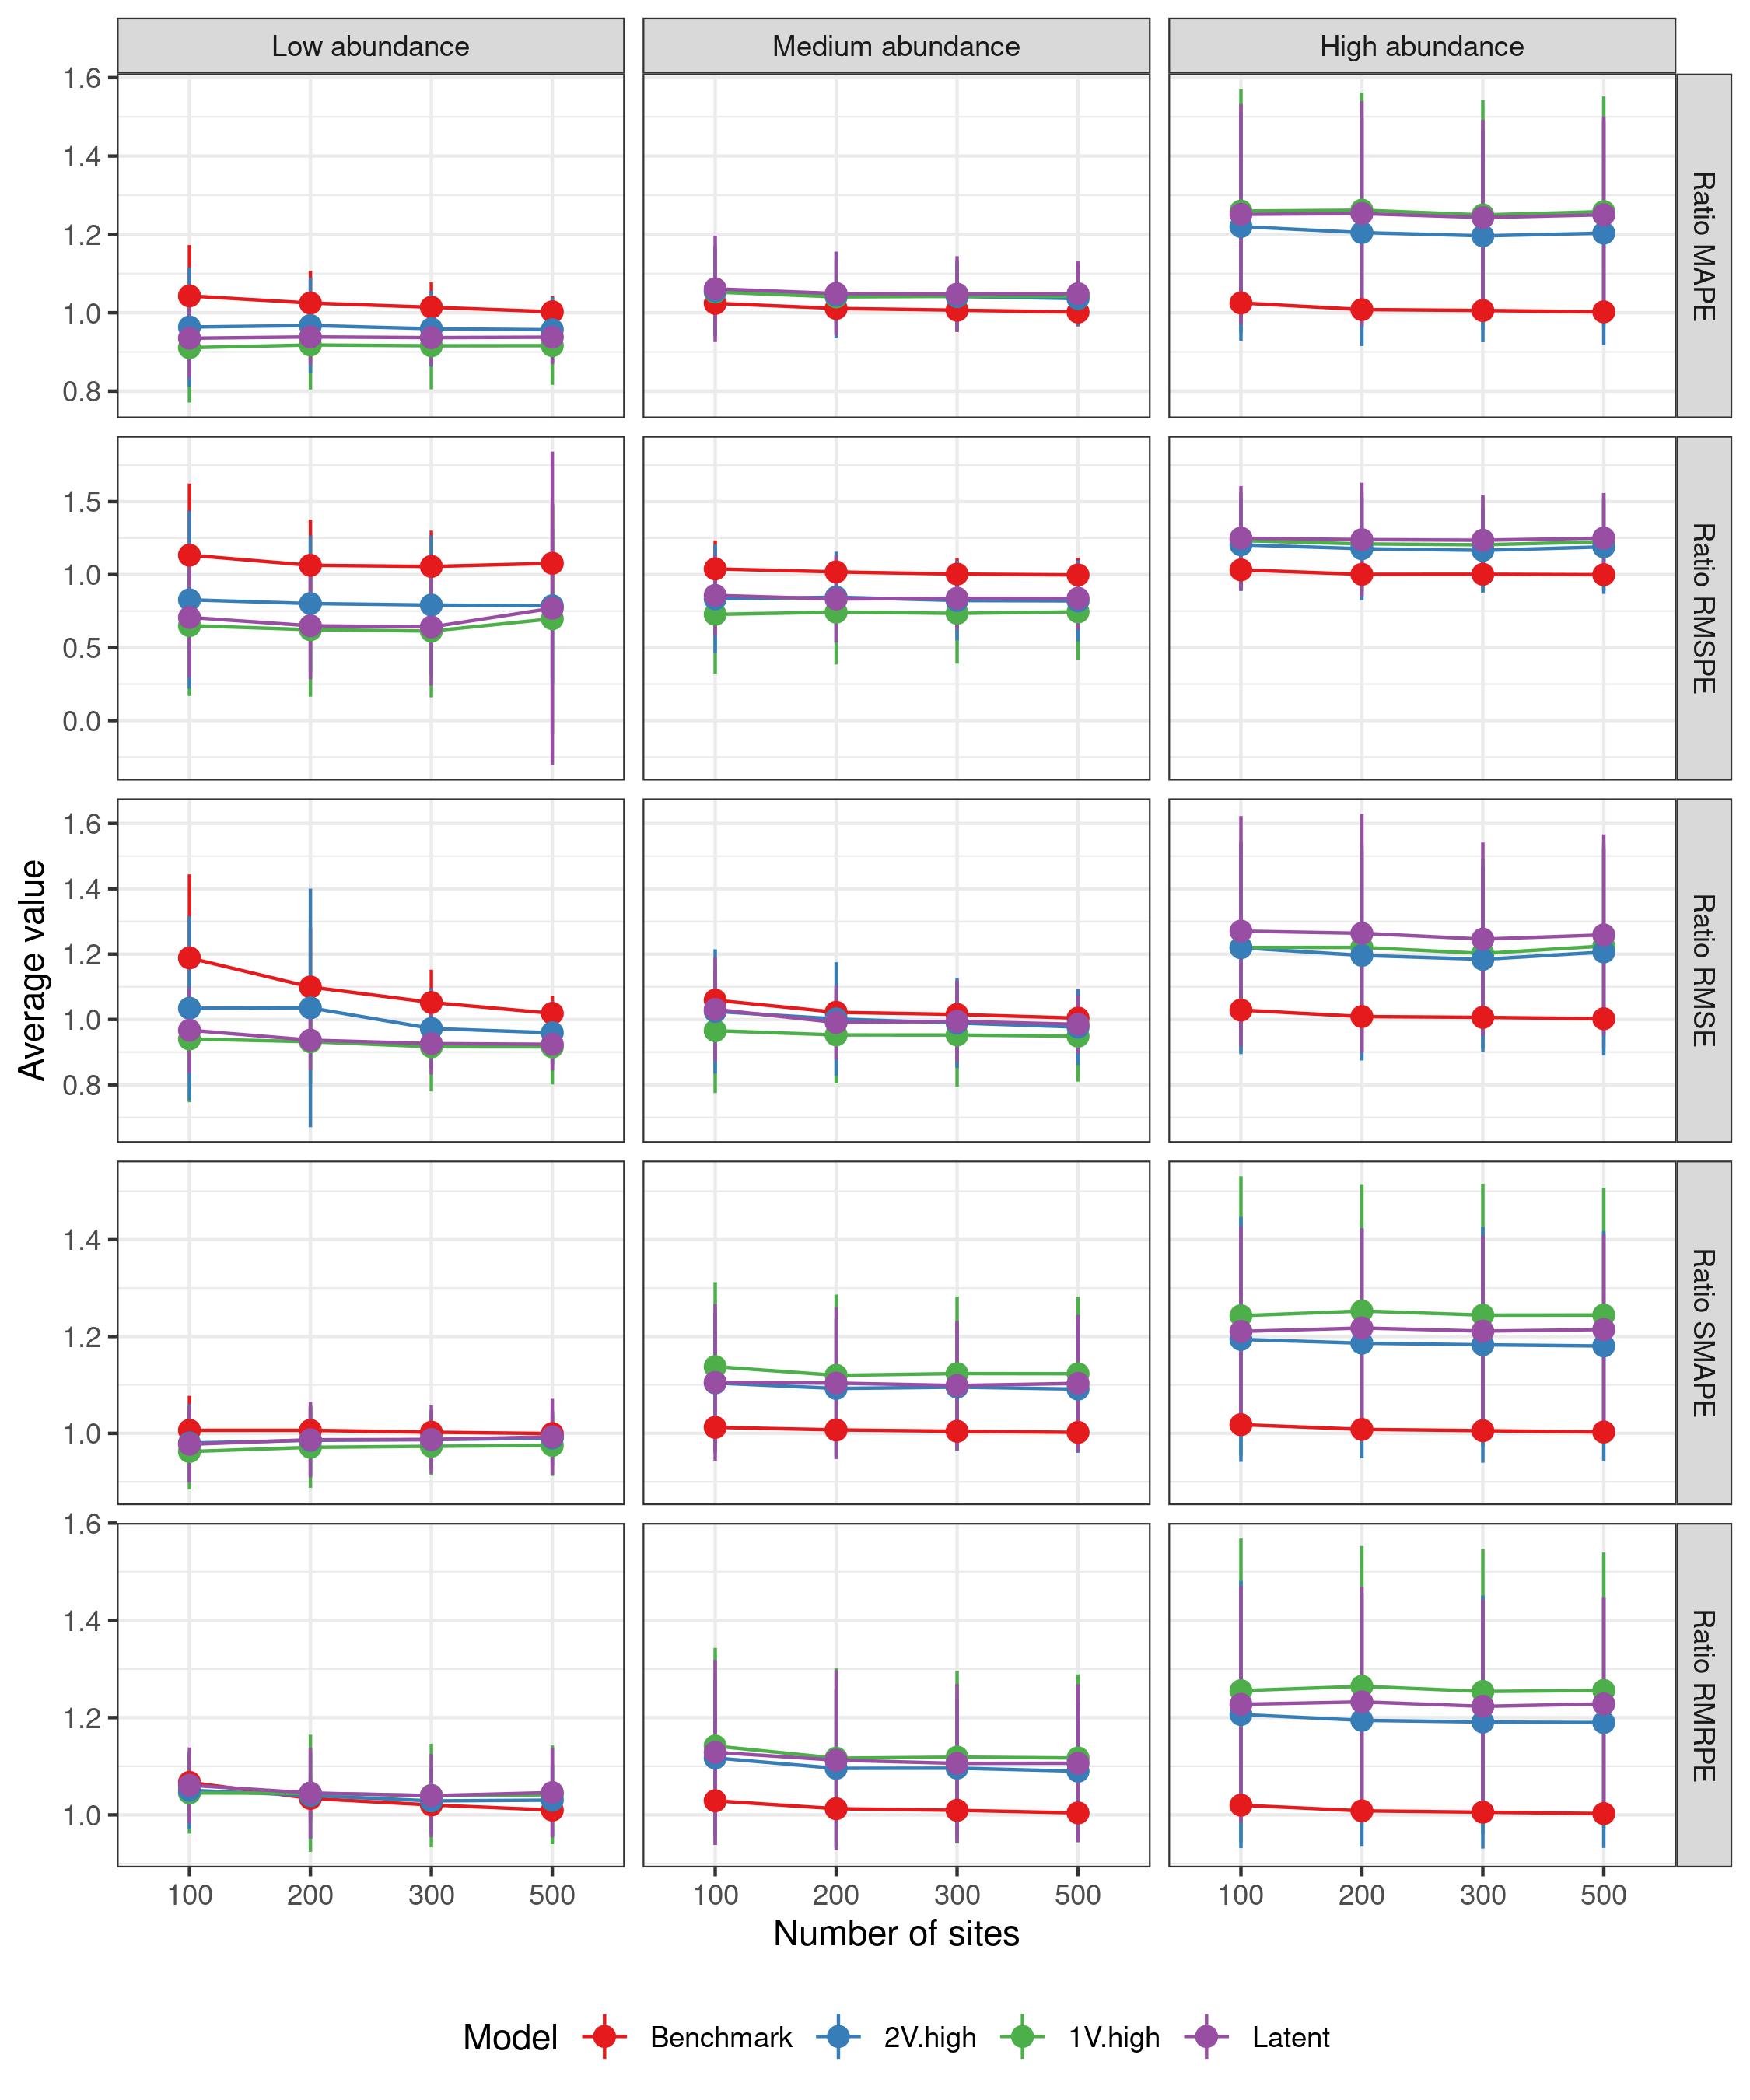 Low abundance
Medium abundance
High abundance
1.6
1.4
1.2
1.0
0.8
Ratio MAPE
1.5
1.0
0.5
0.0
Ratio RMSPE
1.6
1.4
1.2
1.0
0.8
Ratio RMSE
Average value
1.4
1.2
1.0
Ratio SMAPE
1.6
1.4
1.2
1.0
Ratio RMRPE
100 200 300 500
100 200 300 500
100 200 300 500
Number of sites
Model Benchmark 2V.high 1V.high Latent